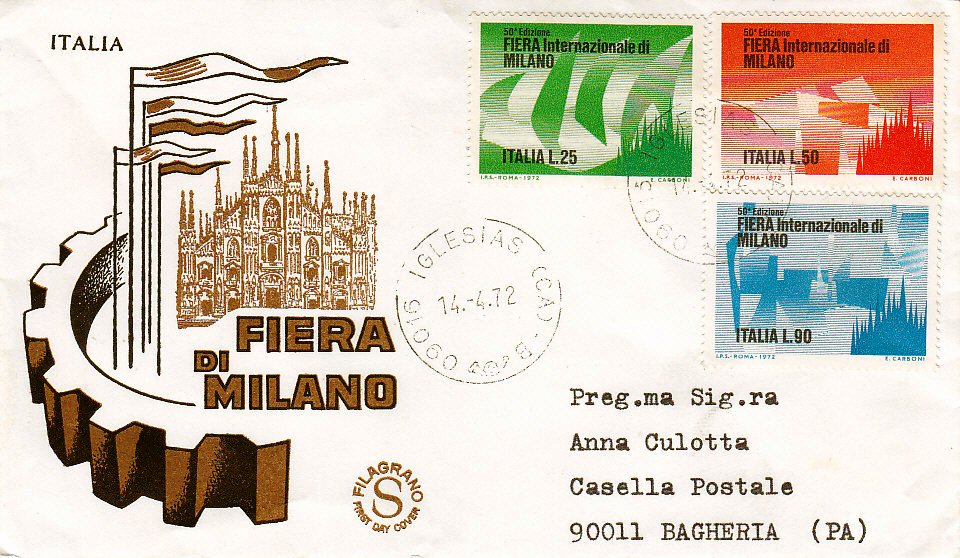 ITALIA
50ª Edizione
FIERA Internazionale di
MILANO
ITALIA L.25
I.P.S.-ROMA-1972 E. CARBONI
50ª Edizione
FIERA Internazionale di
MILANO
ITALIA L.50
I.P.S.-ROMA-1972 E. CARBONI
50ª Edizione
FIERA Internazionale di
MILANO
ITALIA L.90
I.P.S.-ROMA-1972 E. CARBONI
09016 IGLESIAS (CA)
14.-4.72
FIERA
DI
MILANO
FILAGRANO
S
FIRST DAY COVER
Preg.ma Sig.ra
Anna Culotta
Casella Postale
90011 BAGHERIA (PA)